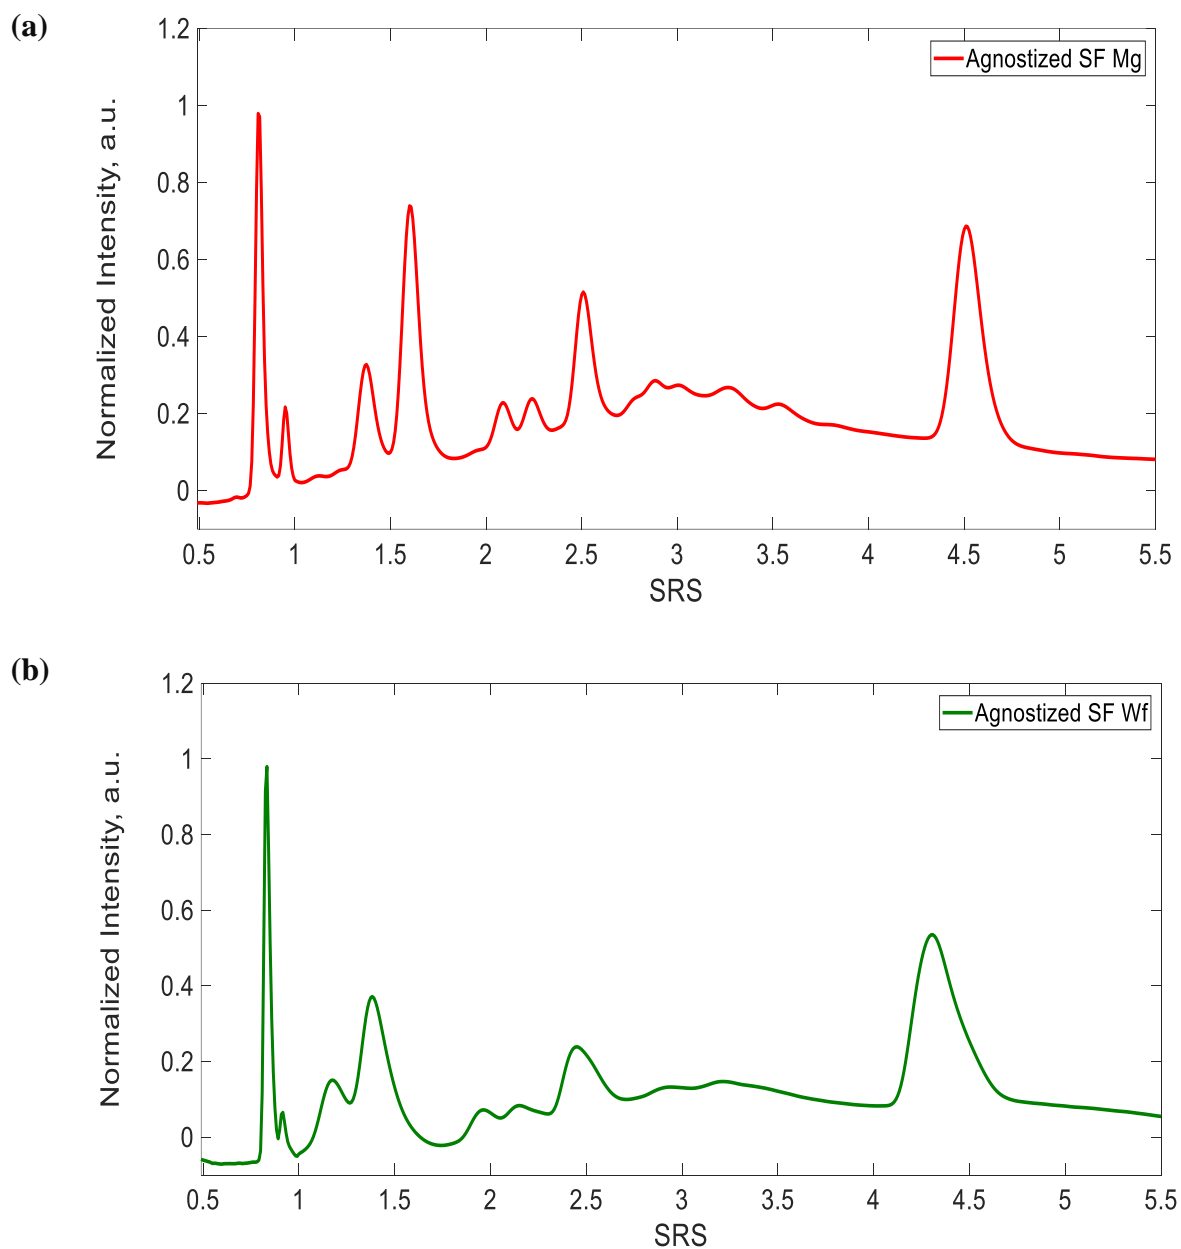 (a)
1.2
1
0.8
0.6
0.4
0.2
0
Normalized Intensity, a.u.
Agnostized SF Mg
0.5 1 1.5 2 2.5 3 3.5 4 4.5 5 5.5
SRS
(b)
1.2
1
0.8
0.6
0.4
0.2
0
Normalized Intensity, a.u.
Agnostized SF Wf
0.5 1 1.5 2 2.5 3 3.5 4 4.5 5 5.5
SRS